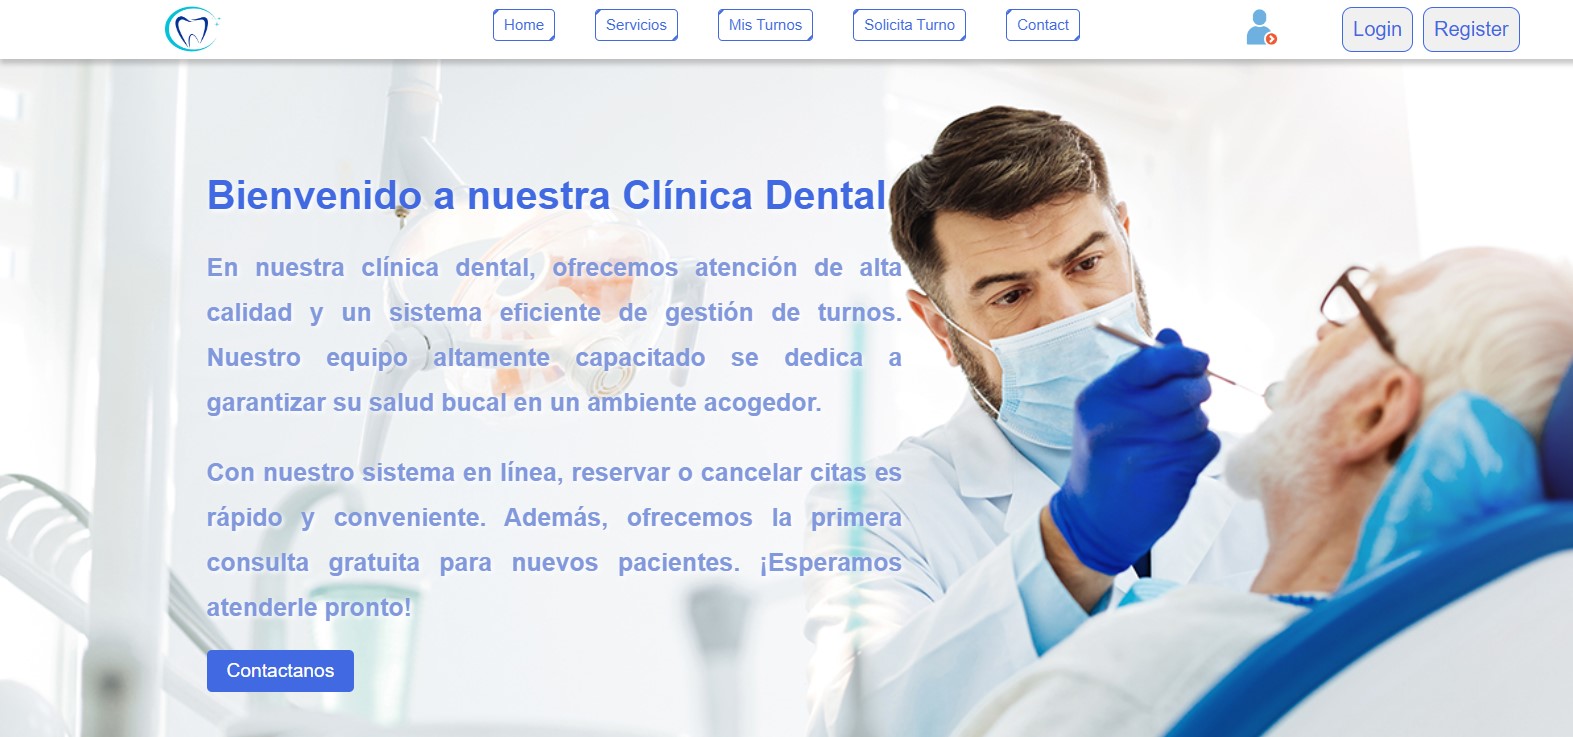 Home
Servicios
Mis Turnos
Solicita Turno
Contact
Login
Register
Bienvenido a nuestra Clínica Dental
En nuestra clínica dental, ofrecemos atención de alta
calidad y un sistema eficiente de gestión de turnos.
Nuestro equipo altamente capacitado se dedica a
garantizar su salud bucal en un ambiente acogedor.
Con nuestro sistema en línea, reservar o cancelar citas es
rápido y conveniente. Además, ofrecemos la primera
consulta gratuita para nuevos pacientes. ¡Esperamos
atenderle pronto!
Contactanos